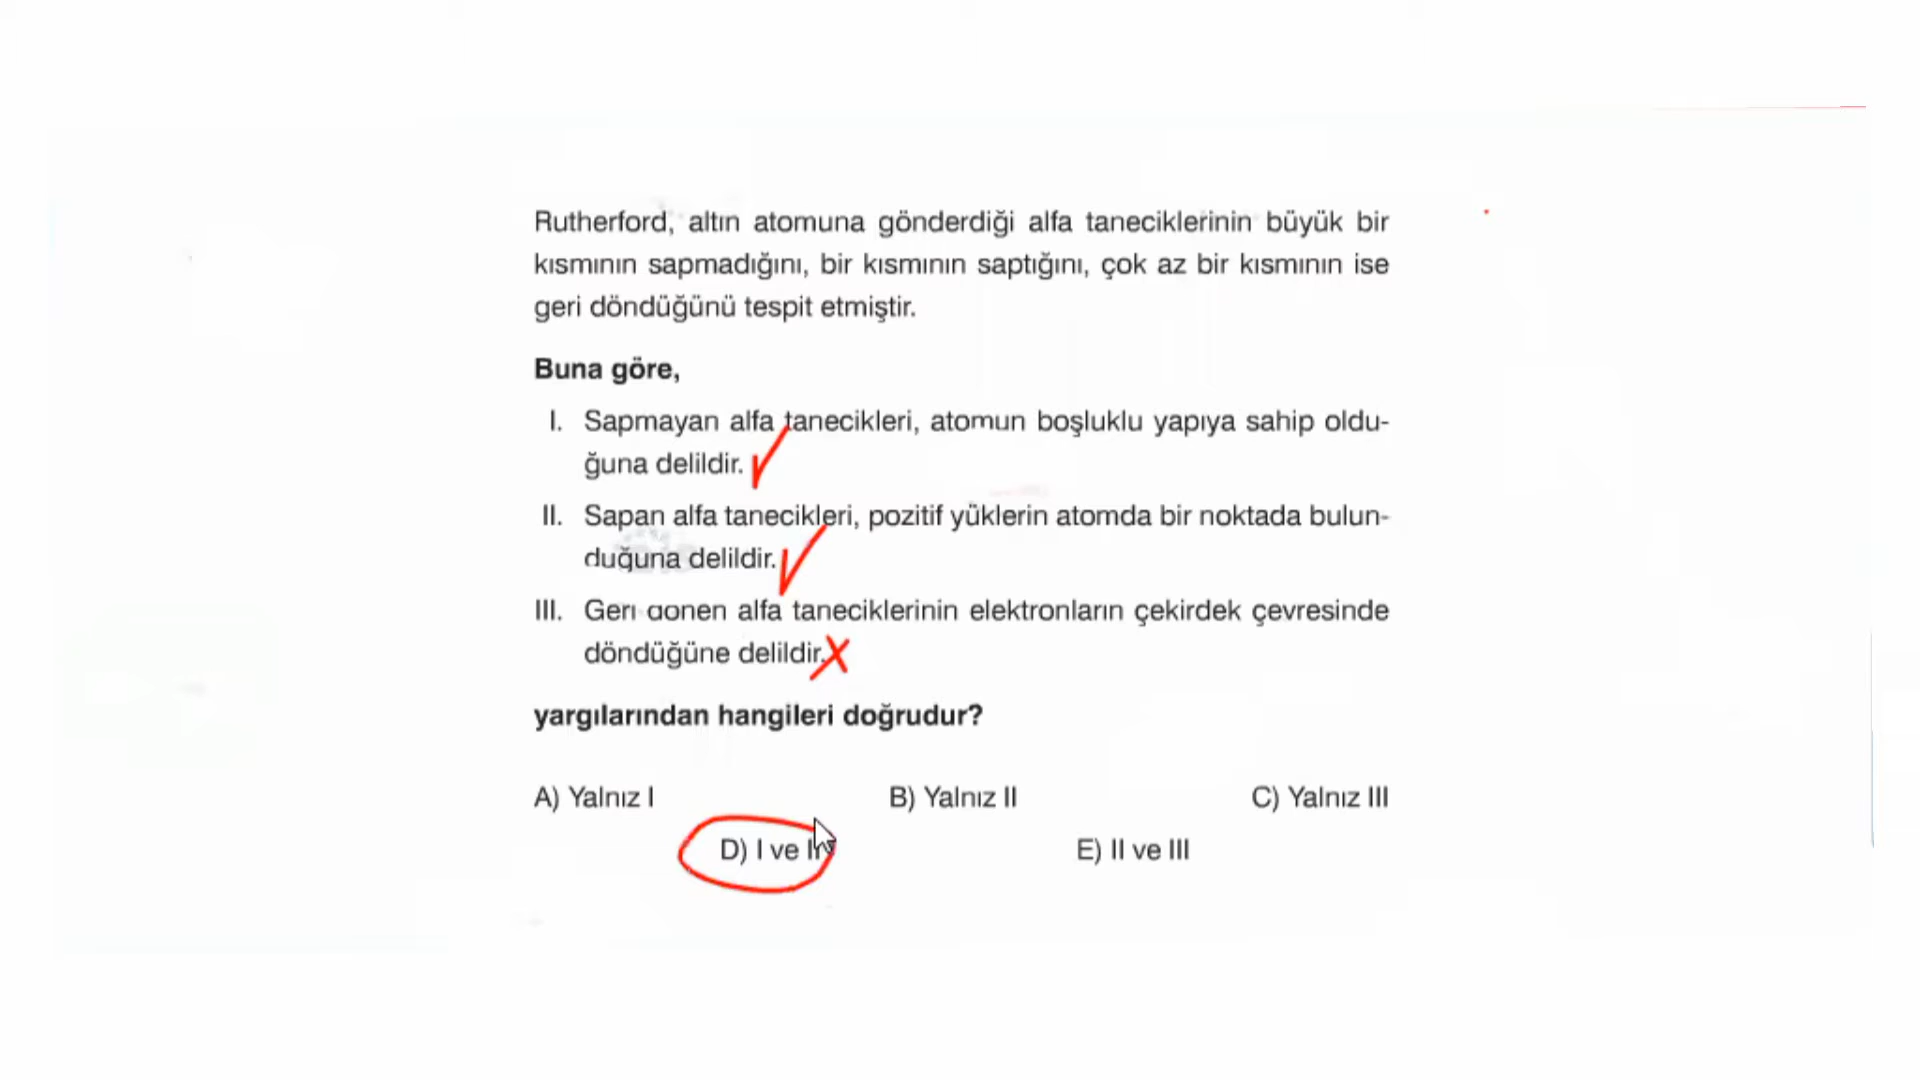 Rutherford, altın atomuna gönderdiği alfa taneciklerinin büyük bir
kısmının sapmadığını, bir kısmının saptığını, çok az bir kısmının ise
geri döndüğünü tespit etmiştir.
Buna göre,
I. Sapmayan alfa tanecikleri, atomun boşluklu yapıya sahip oldu-
ğuna delildir.
II. Sapan alfa tanecikleri, pozitif yüklerin atomda bir noktada bulun-
duğuna delildir.
III. Geri dönen alfa taneciklerinin elektronların çekirdek çevresinde
döndüğüne delildir.
yargılarından hangileri doğrudur?
A) Yalnız I B) Yalnız II C) Yalnız III
D) I ve II E) II ve III